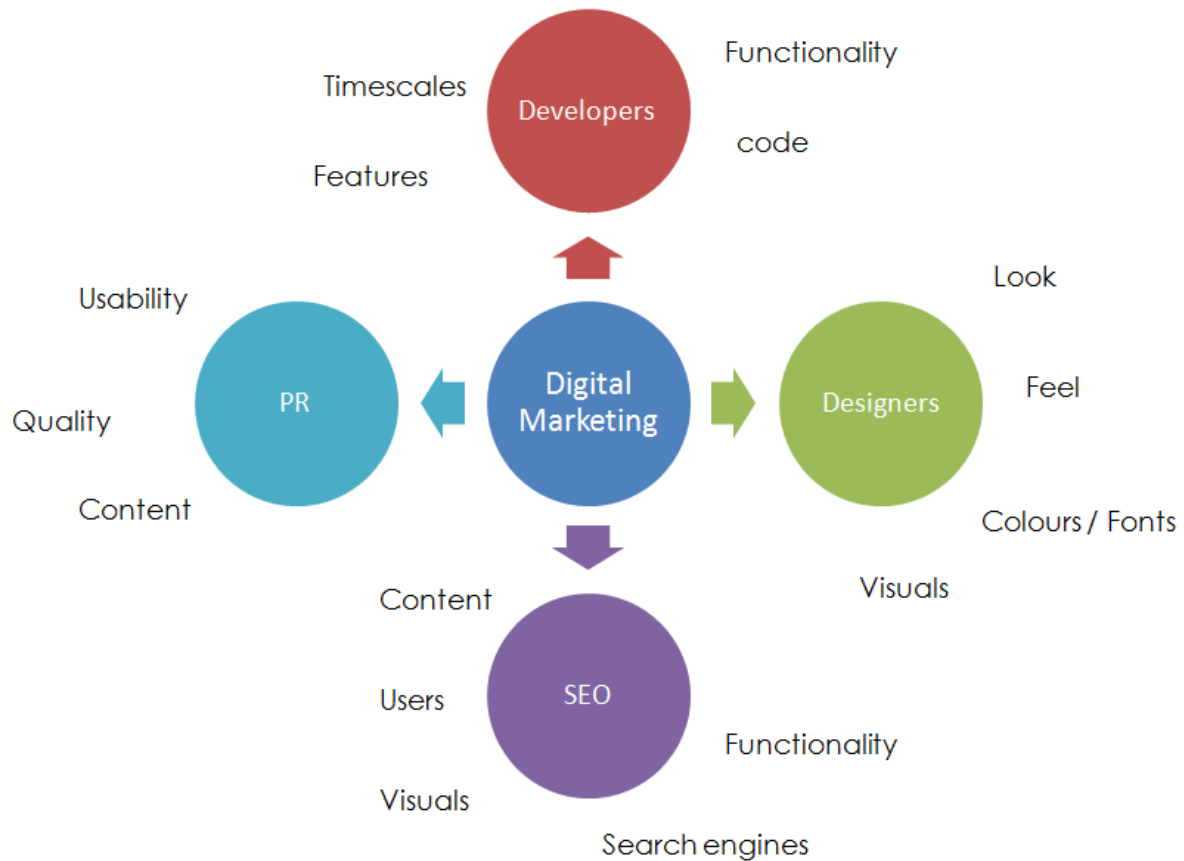 Functionality
Timescales
Developers
code
Features
Look
Usability
Digital
Marketing
PR
Designers
Feel
Quality
Content
Colours / Fonts
Visuals
Content
Users
SEO
Functionality
Visuals
Search engines